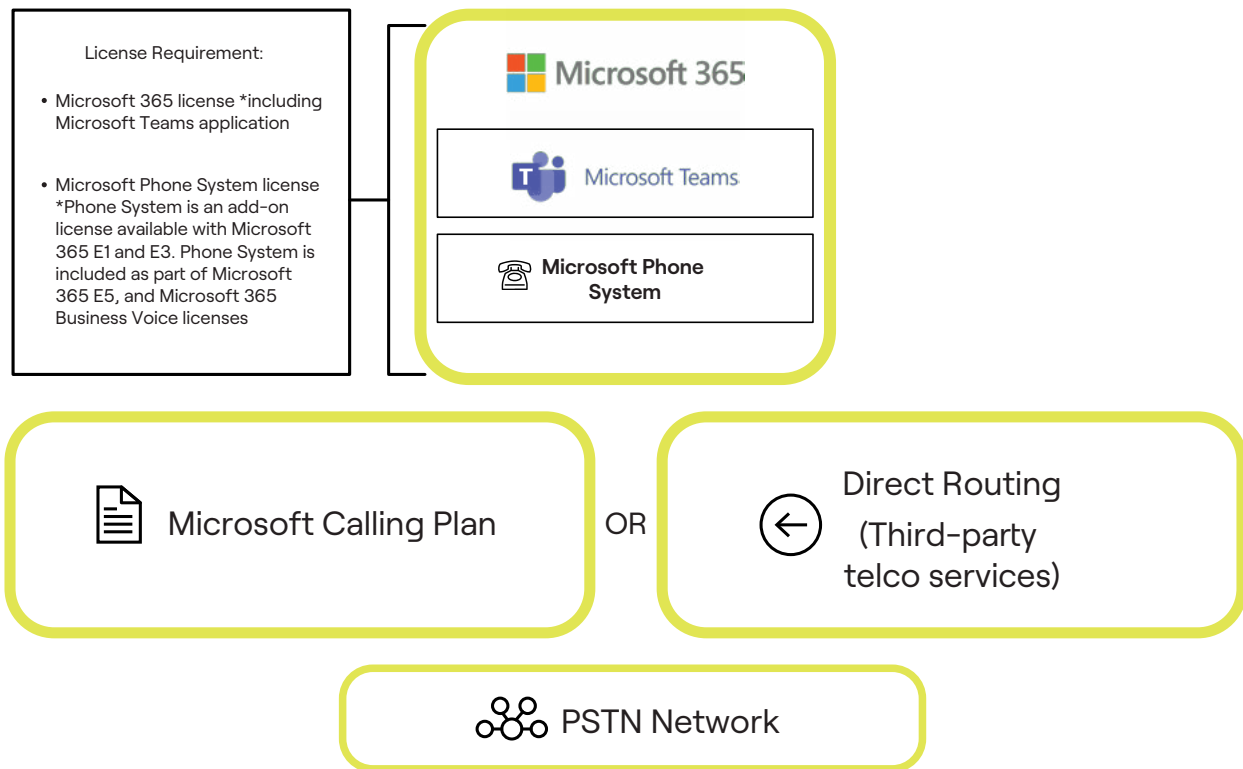 License Requirement:
• Microsoft 365 license *including
Microsoft Teams application
• Microsoft Phone System license
*Phone System is an add-on
license available with Microsoft
365 E1 and E3. Phone System is
included as part of Microsoft
365 E5, and Microsoft 365
Business Voice licenses
Microsoft 365
T
Microsoft Teams
Microsoft Phone
System
Microsoft Calling Plan
OR
Direct Routing
(Third-party
telco services)
PSTN Network